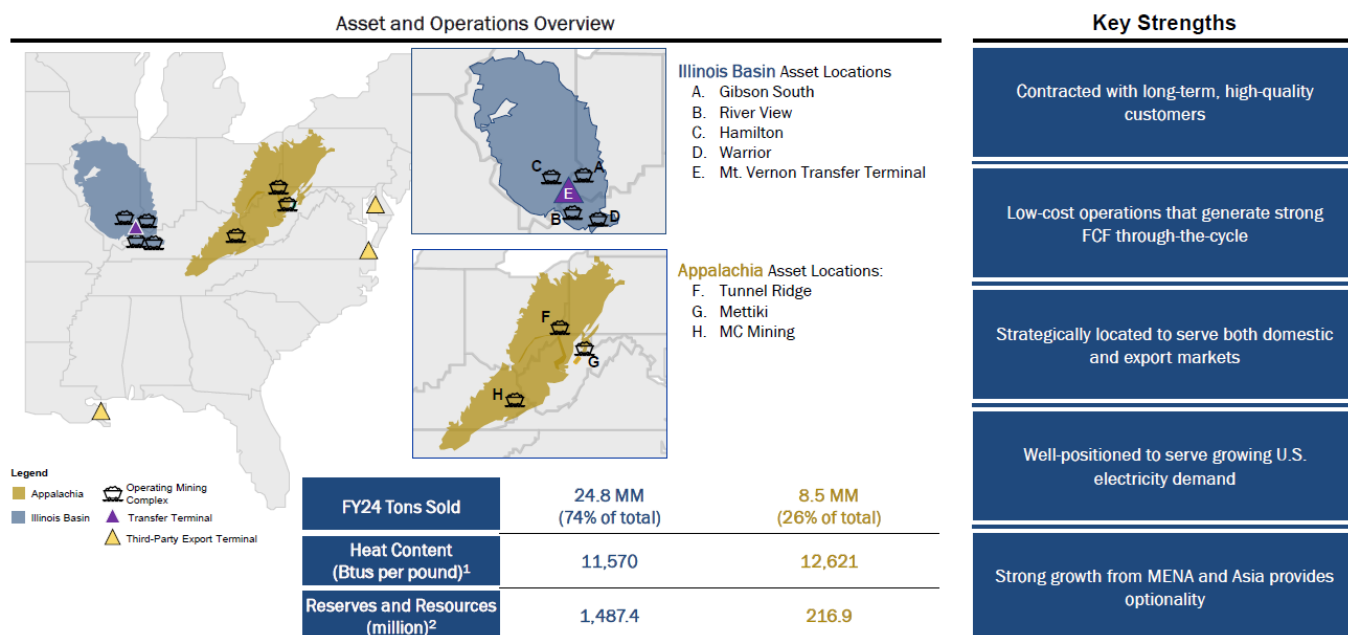 Asset and Operations Overview
Illinois Basin Asset Locations
A. Gibson South
B. River View
C. Hamilton
D. Warrior
E. Mt. Vernon Transfer Terminal
C
A
E
B
D
Appalachia Asset Locations:
F. Tunnel Ridge
G. Mettiki
H. MC Mining
F
G
H
Legend
Appalachia
Operating Mining
Complex
Illinois Basin
Transfer Terminal
Third-Party Export Terminal
FY24 Tons Sold
24.8 MM
(74% of total)
8.5 MM
(26% of total)
Heat Content
(Btus per pound)¹
11,570
12,621
Reserves and Resources
(million)²
1,487.4
216.9
Key Strengths
Contracted with long-term, high-quality
customers
Low-cost operations that generate strong
FCF through-the-cycle
Strategically located to serve both domestic
and export markets
Well-positioned to serve growing U.S.
electricity demand
Strong growth from MENA and Asia provides
optionality